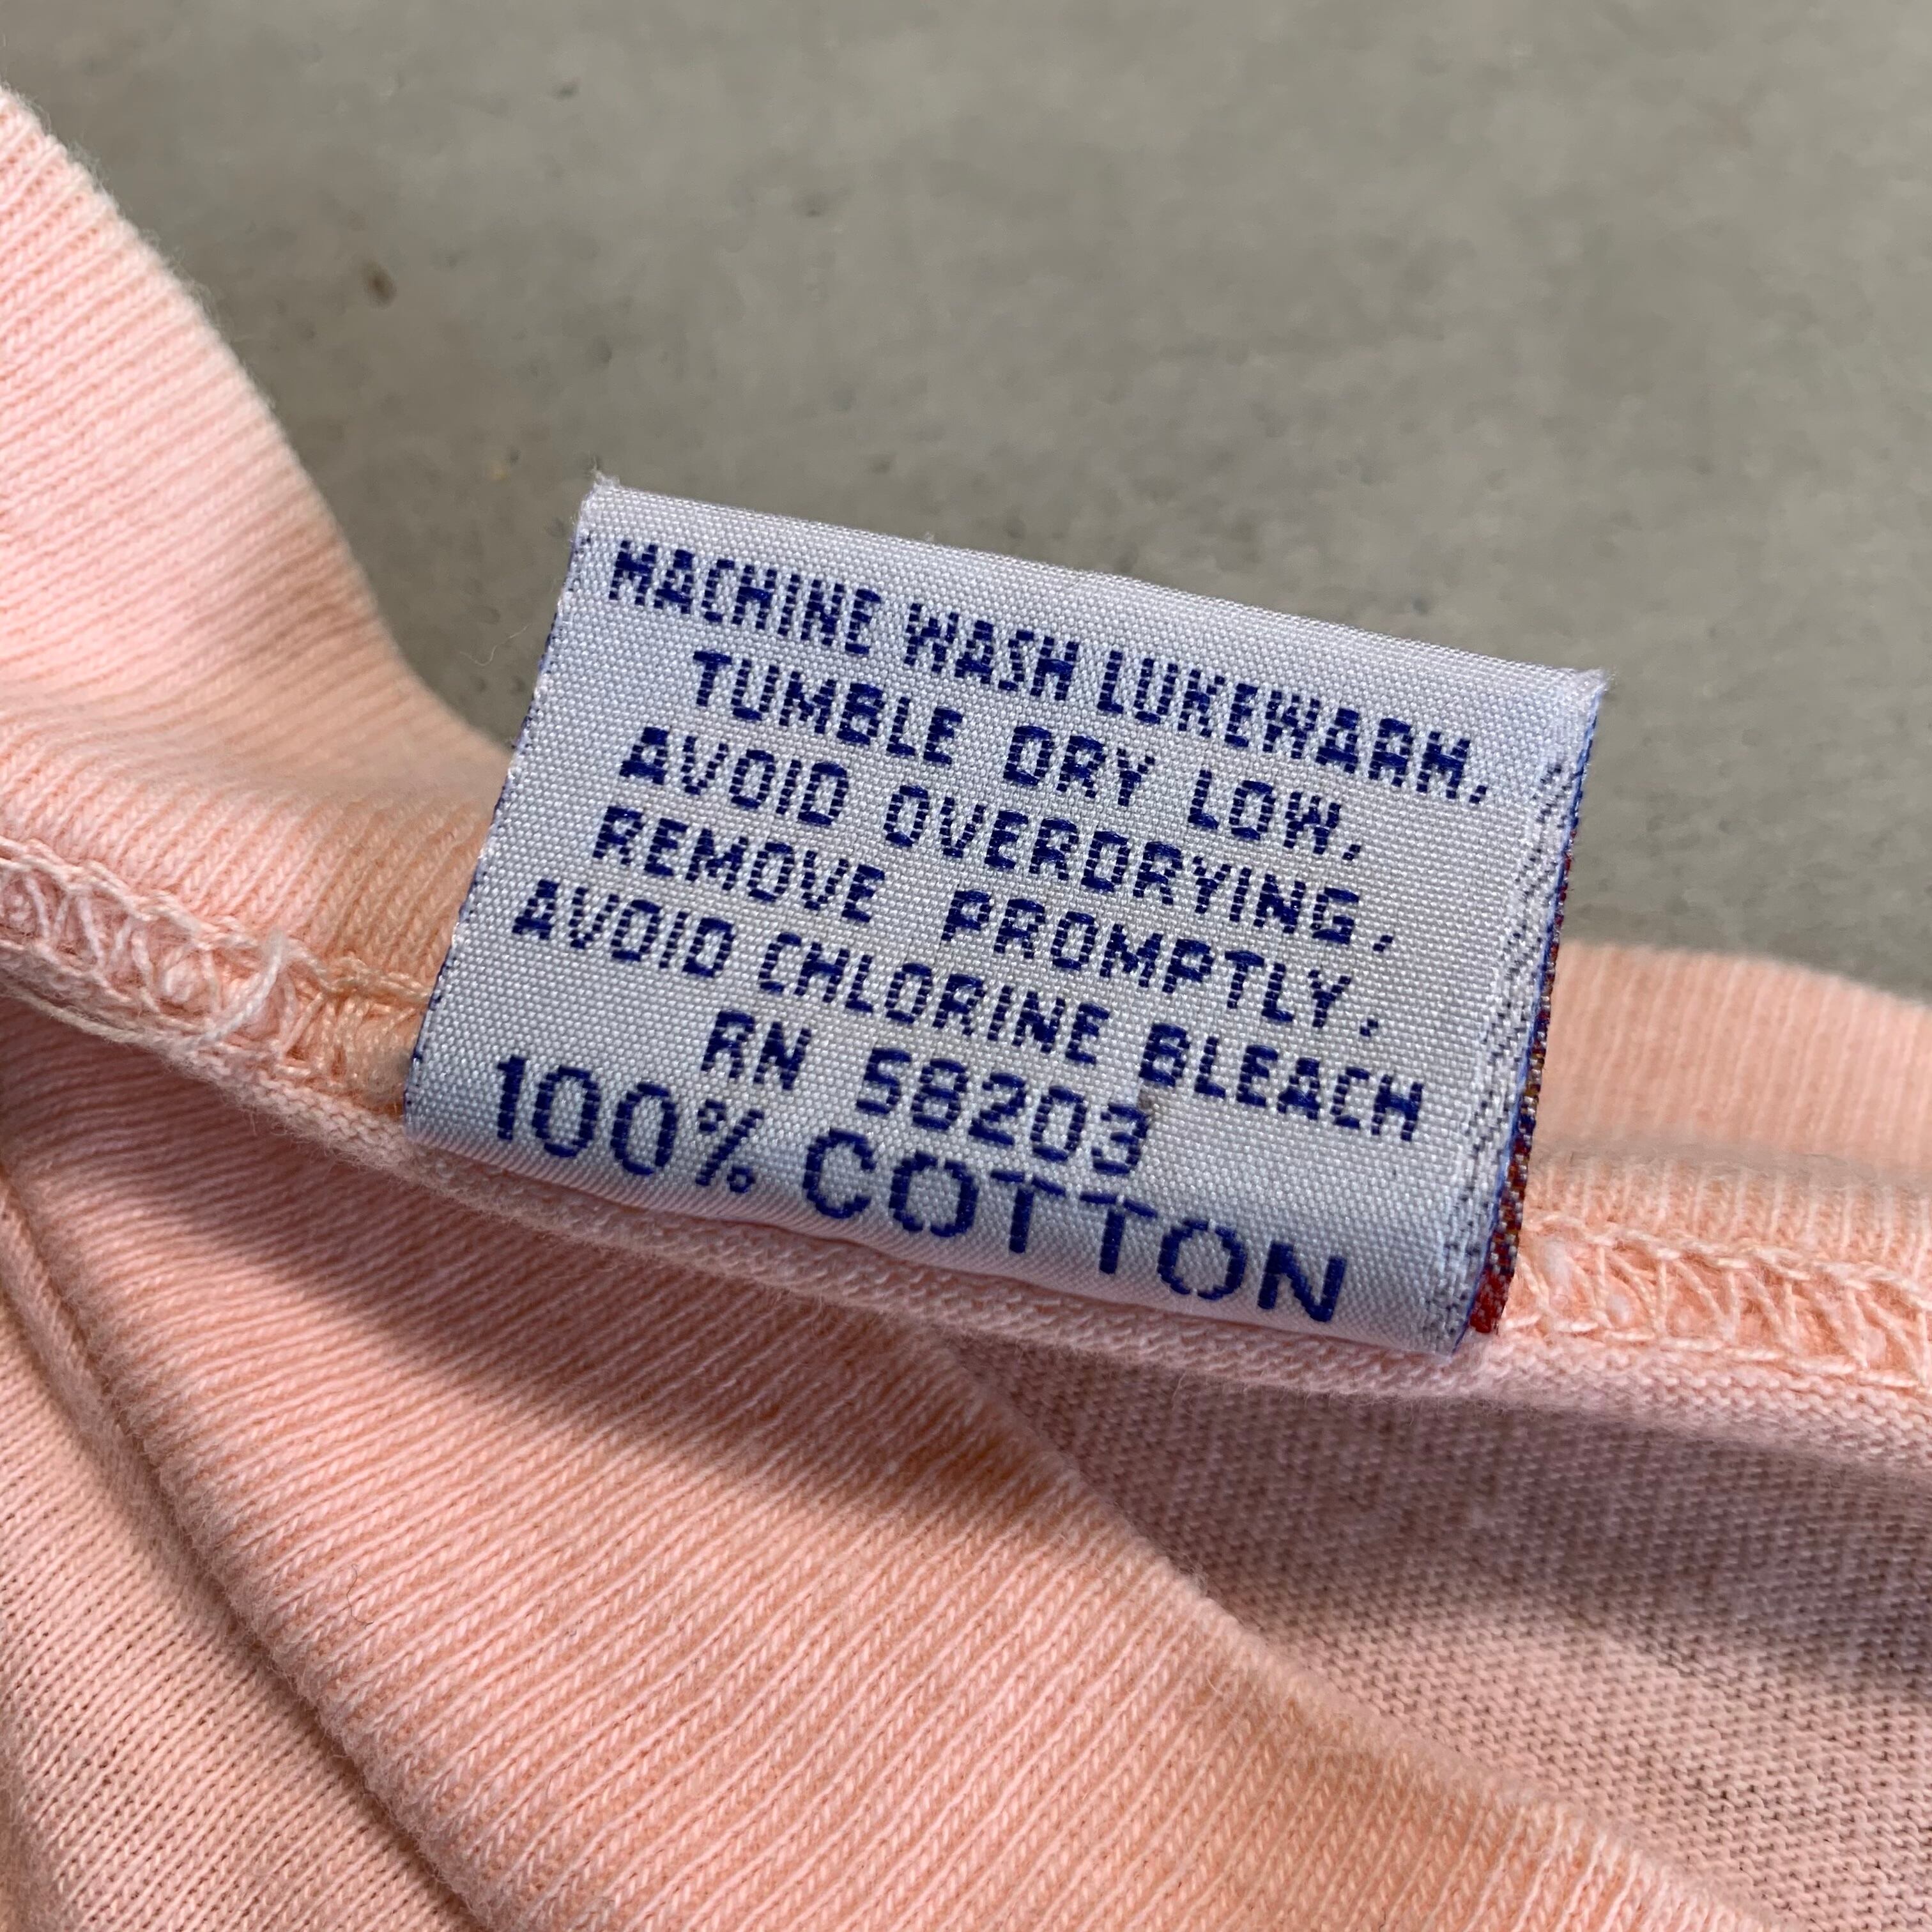 MACHINE WASH LUKEWARM,
TUMBLE DRY LOW,
AVOID OVERDRYING,
REMOVE PROMPTLY,
AVOID CHLORINE BLEACH
RN 58203
100% COTTON